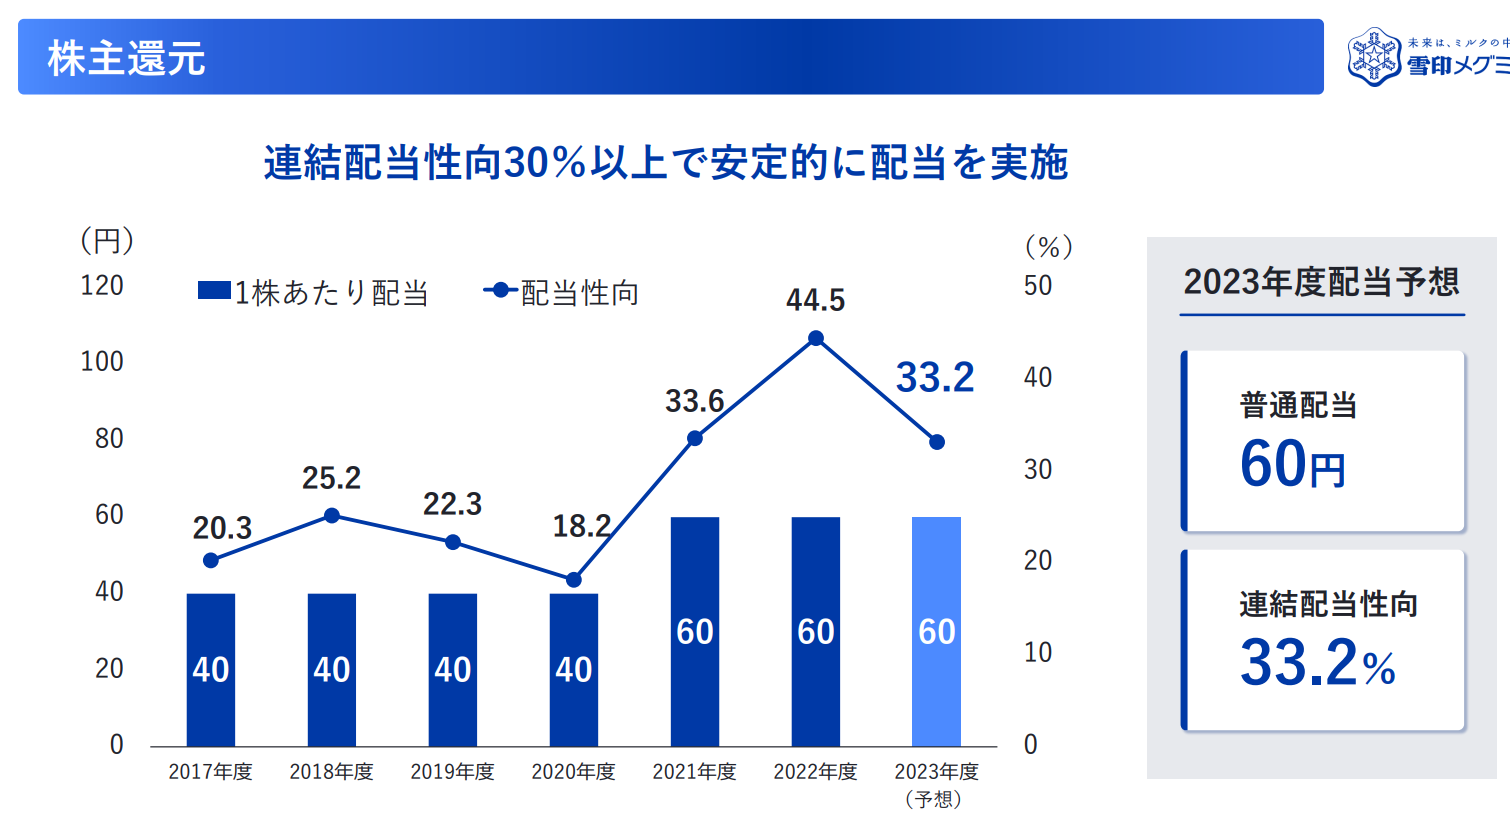 株主還元
未来は、ミルクの中
雪印メグミ
連結配当性向30%以上で安定的に配当を実施
(円)
(%)
1株あたり配当
配当性向
120
100
80
60
40
20
0
50
40
30
20
10
0
20.3
25.2
22.3
18.2
33.6
44.5
33.2
40
40
40
40
60
60
60
2017年度
2018年度
2019年度
2020年度
2021年度
2022年度
2023年度
(予想)
2023年度配当予想
普通配当
60円
連結配当性向
33.2%